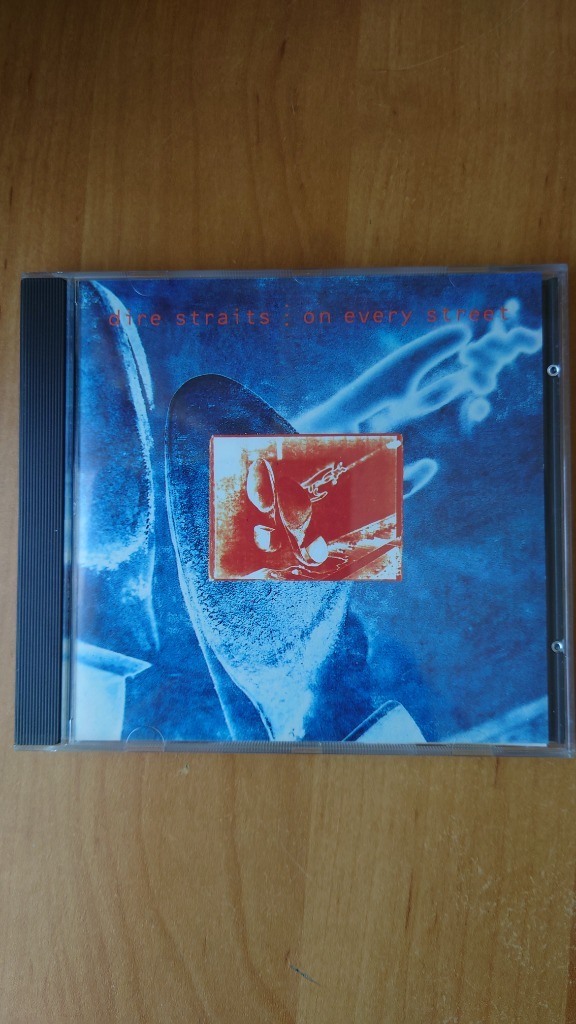 dire straits ⋮ on every street